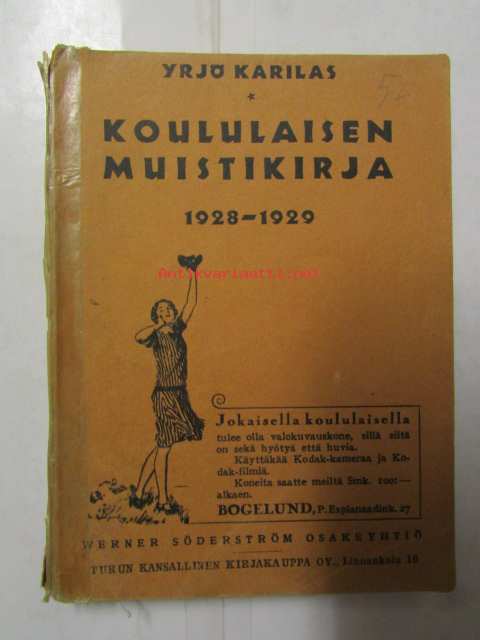 YRJÖ KARILAS
KOULULAISEN
MUISTIKIRJA
1928-1929
Antikvariaatti.net
Jokaisella koululaisella
tulee olla valokuvauskone, sillä siitä
on sekä hyötyä että huvia.
Käyttäkää Kodak-kameraa ja Ko-
dak-filmiä.
Koneita saatte meiltä Smk. —
alkaen.
BÖGELUND, P. Esplanaadink. 27
WERNER SÖDERSTRÖM OSAKEYHTIÖ
TURUN KANSALLINEN KIRJAKAUPPA OY., Linnankatu 16